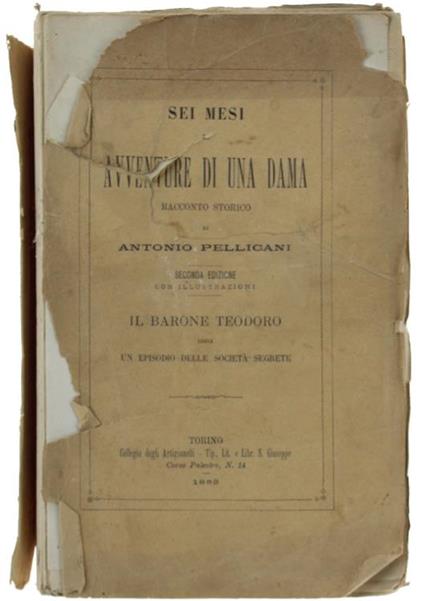 SEI MESI
AVVENTURE DI UNA DAMA
RACCONTO STORICO
DI
ANTONIO PELLICANI
SECONDA EDIZIONE
CON ILLUSTRAZIONI
IL BARONE TEODORO
OSSIA
UN EPISODIO DELLE SOCIETÀ SEGRETE
TORINO
Collegio degli Artigianelli - Tip., Lit. e Libr. S. Giuseppe
Corso Palestro, N. 14